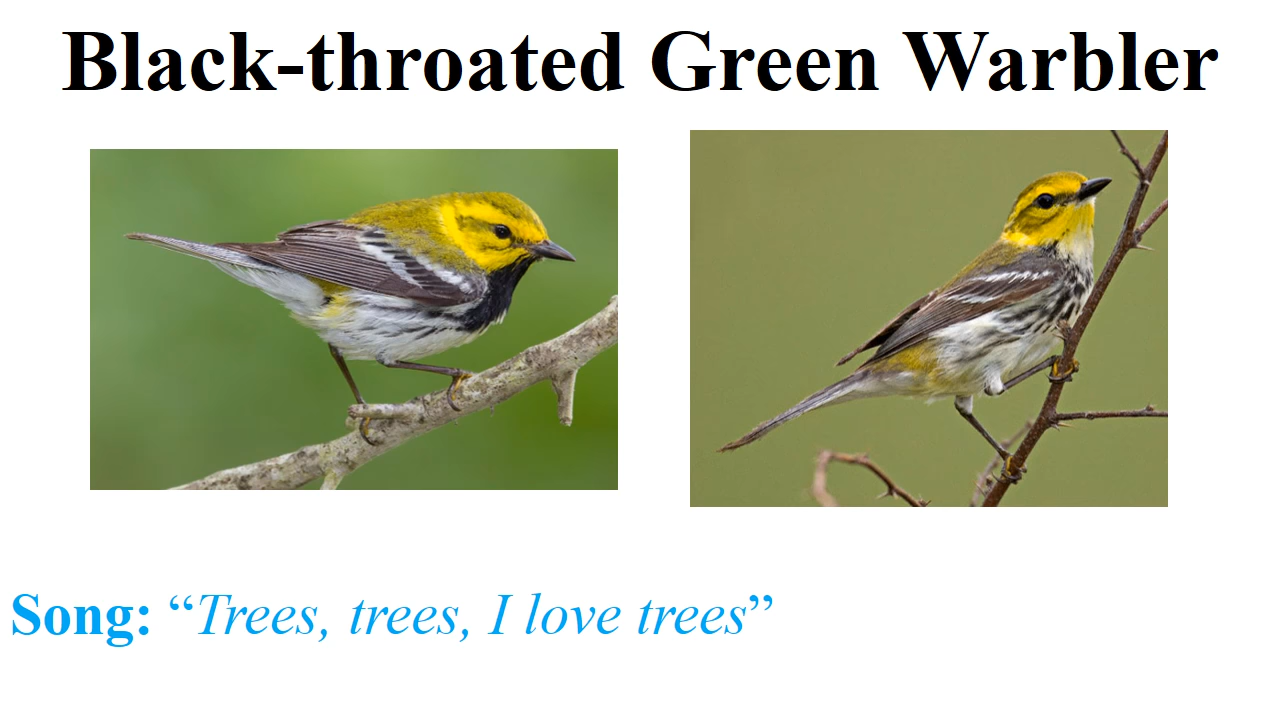 Black-throated Green Warbler
Song: “Trees, trees, I love trees”